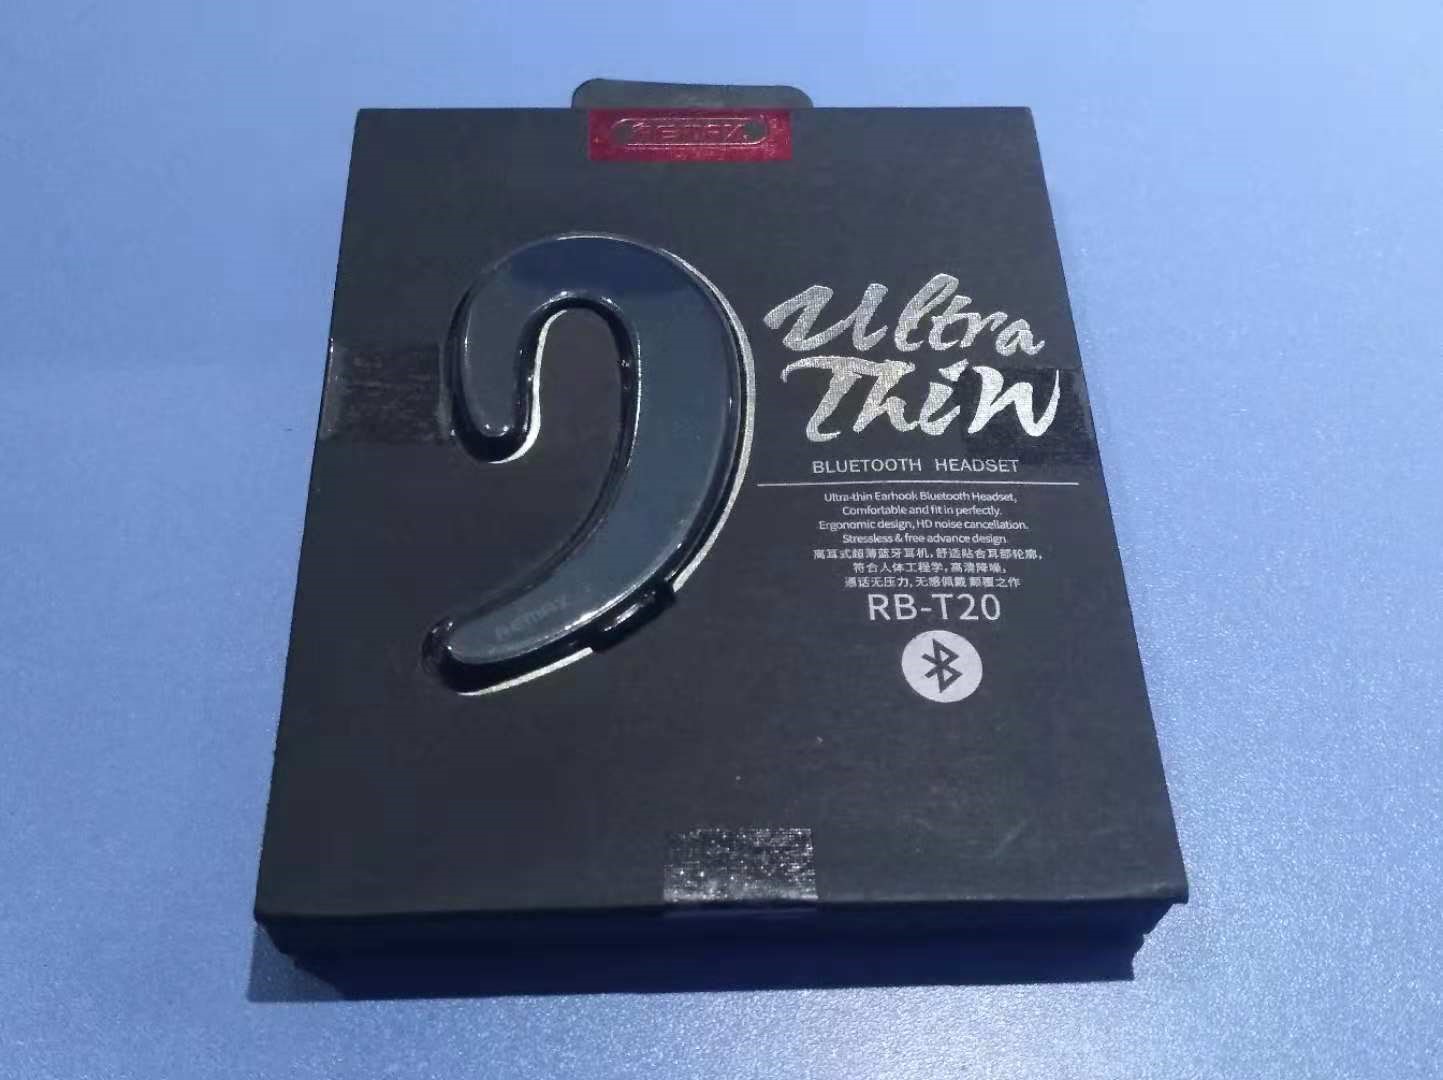 REMAX
Ultra
Thin
BLUETOOTH HEADSET
Ultra-thin Earhook Bluetooth Headset,
Comfortable and fit in perfectly.
Ergonomic design, HD noise cancellation.
Stressless & free advance design.
离耳式超薄蓝牙耳机，舒适贴合耳部轮廓，
符合人体工程学，高清降噪，
通话无压力，无感佩戴 颠覆之作
RB-T20
REMAX